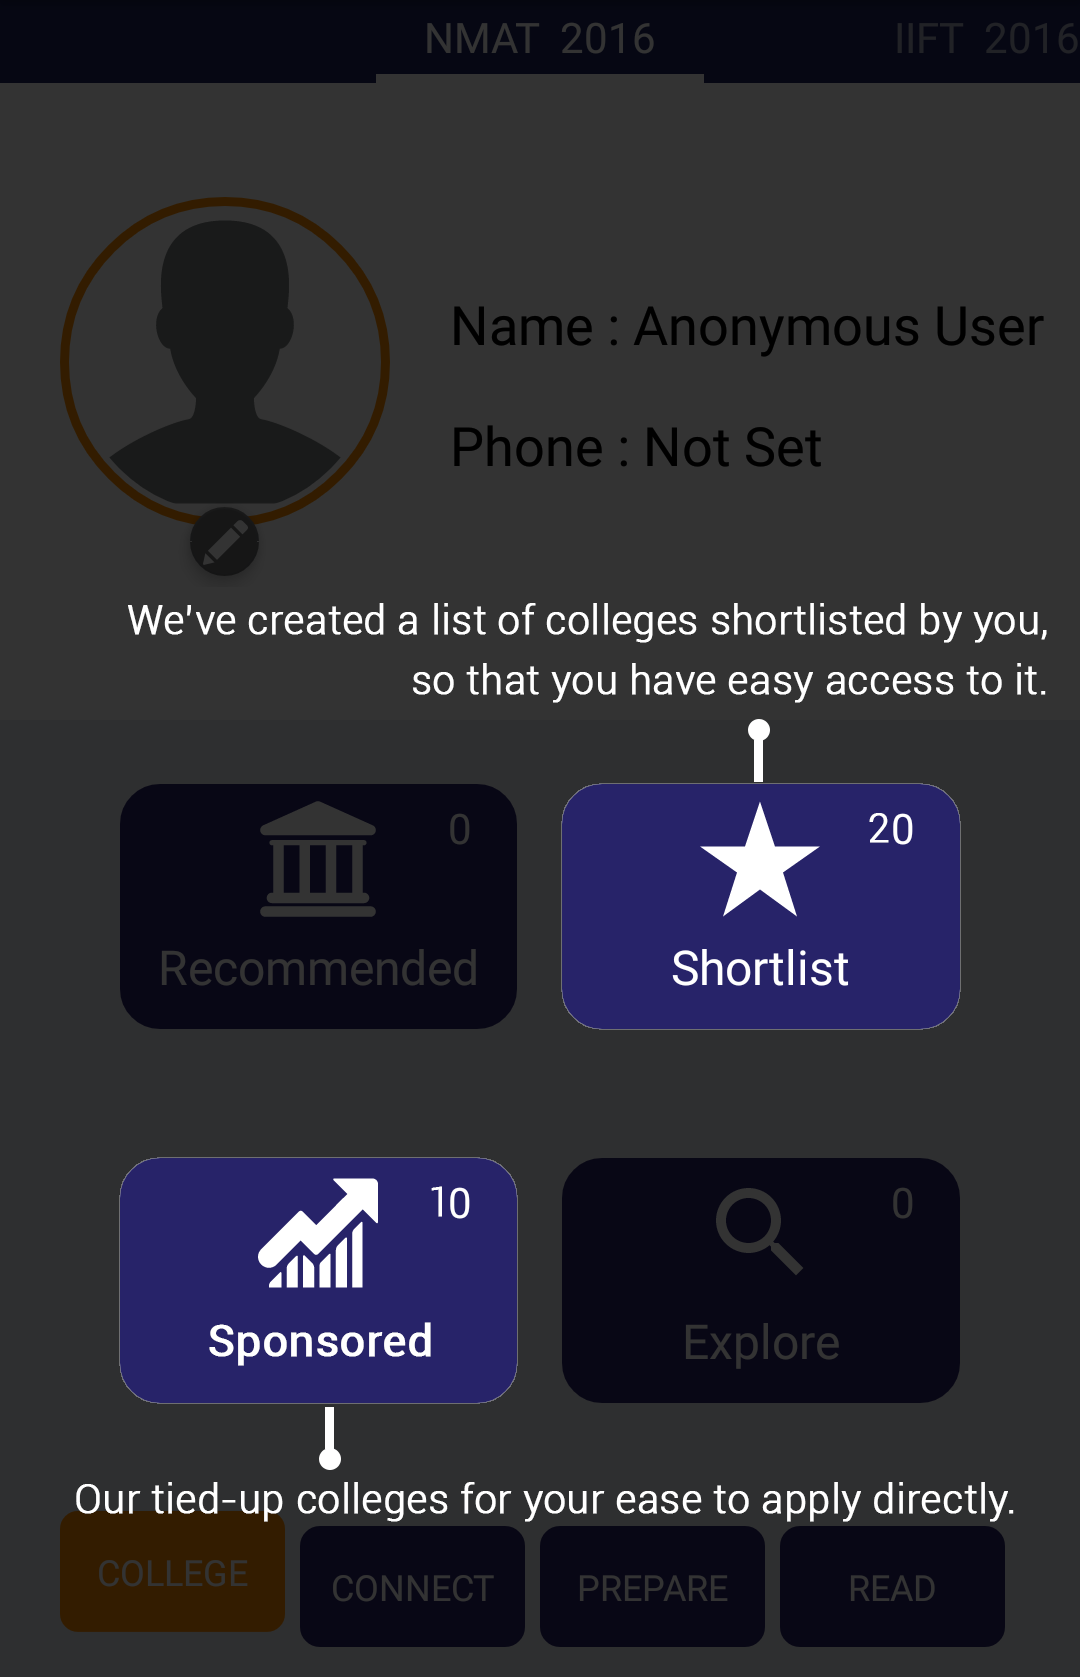 NMAT 2016
IIFT 2016
Name : Anonymous User
Phone : Not Set
We've created a list of colleges shortlisted by you,
so that you have easy access to it.
0
Recommended
20
Shortlist
10
Sponsored
0
Explore
Our tied-up colleges for your ease to apply directly.
COLLEGE
CONNECT
PREPARE
READ